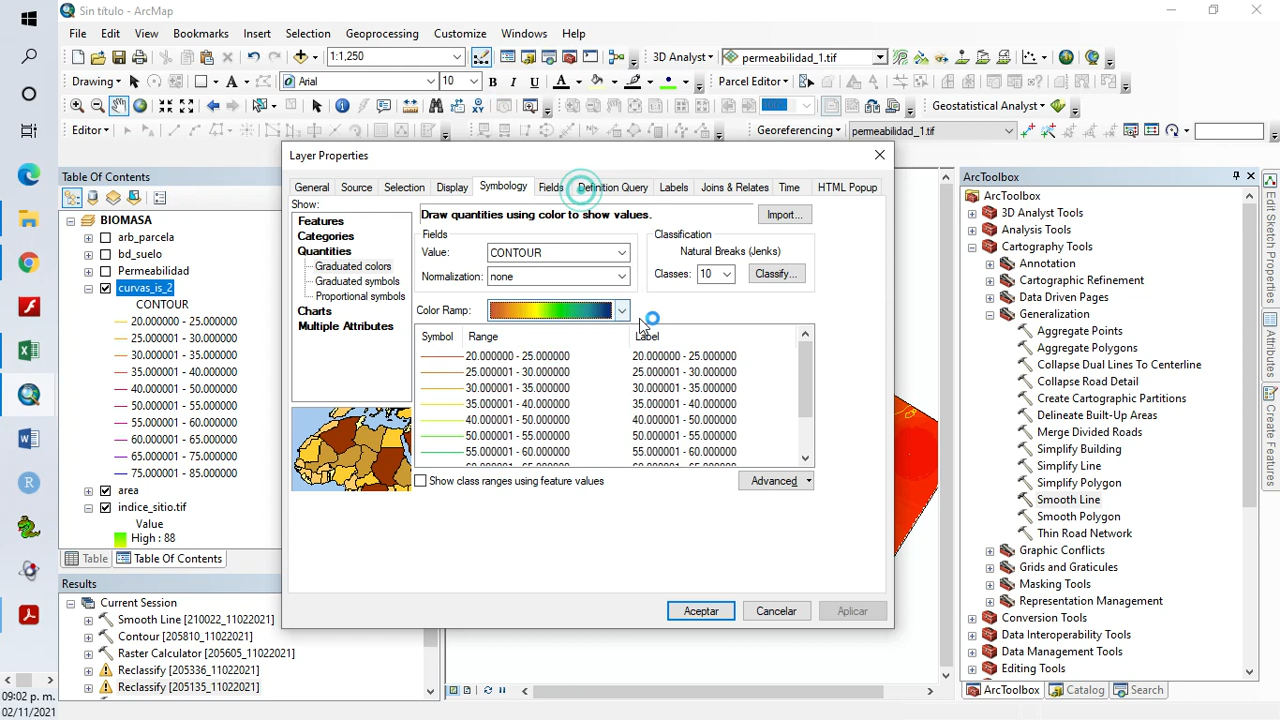 Sin título - ArcMap
File Edit View Bookmarks Insert Selection Geoprocessing Customize Windows Help
1:1,250 3D Analyst permeabilidad_1.tif
Drawing Arial 10 B I U A Parcel Editor
Geostatistical Analyst
Editor Georeferencing permeabilidad_1.tif
Table Of Contents
BIOMASA
arb_parcela
bd_suelo
Permeabilidad
curvas_is_2
CONTOUR
20.000000 - 25.000000
25.000001 - 30.000000
30.000001 - 35.000000
35.000001 - 40.000000
40.000001 - 50.000000
50.000001 - 55.000000
55.000001 - 60.000000
60.000001 - 65.000000
65.000001 - 75.000000
75.000001 - 85.000000
area
indice_sitio.tif
Value
High : 88
Table Table Of Contents
Results
Current Session
Smooth Line [210022_11022021]
Contour [205810_11022021]
Raster Calculator [205605_11022021]
Reclassify [205336_11022021]
Reclassify [205135_11022021]
Layer Properties
General Source Selection Display Symbology Fields Definition Query Labels Joins & Relates Time HTML Popup
Show:
Features
Categories
Quantities
Graduated colors
Graduated symbols
Proportional symbols
Charts
Multiple Attributes
Draw quantities using color to show values.
Import...
Fields
Value: CONTOUR
Normalization: none
Classification
Natural Breaks (Jenks)
Classes: 10 Classify...
Color Ramp:
Symbol Range Label
20.000000 - 25.000000 20.000000 - 25.000000
25.000001 - 30.000000 25.000001 - 30.000000
30.000001 - 35.000000 30.000001 - 35.000000
35.000001 - 40.000000 35.000001 - 40.000000
40.000001 - 50.000000 40.000001 - 50.000000
50.000001 - 55.000000 50.000001 - 55.000000
55.000001 - 60.000000 55.000001 - 60.000000
Show class ranges using feature values
Advanced
Aceptar Cancelar Aplicar
ArcToolbox
ArcToolbox
3D Analyst Tools
Analysis Tools
Cartography Tools
Annotation
Cartographic Refinement
Data Driven Pages
Generalization
Aggregate Points
Aggregate Polygons
Collapse Dual Lines To Centerline
Collapse Road Detail
Create Cartographic Partitions
Delineate Built-Up Areas
Merge Divided Roads
Simplify Building
Simplify Line
Simplify Polygon
Smooth Line
Smooth Polygon
Thin Road Network
Graphic Conflicts
Grids and Graticules
Masking Tools
Representation Management
Conversion Tools
Data Interoperability Tools
Data Management Tools
Editing Tools
ArcToolbox Catalog Search
Edit Sketch Properties
Attributes
Create Features
09:02 p. m.
02/11/2021